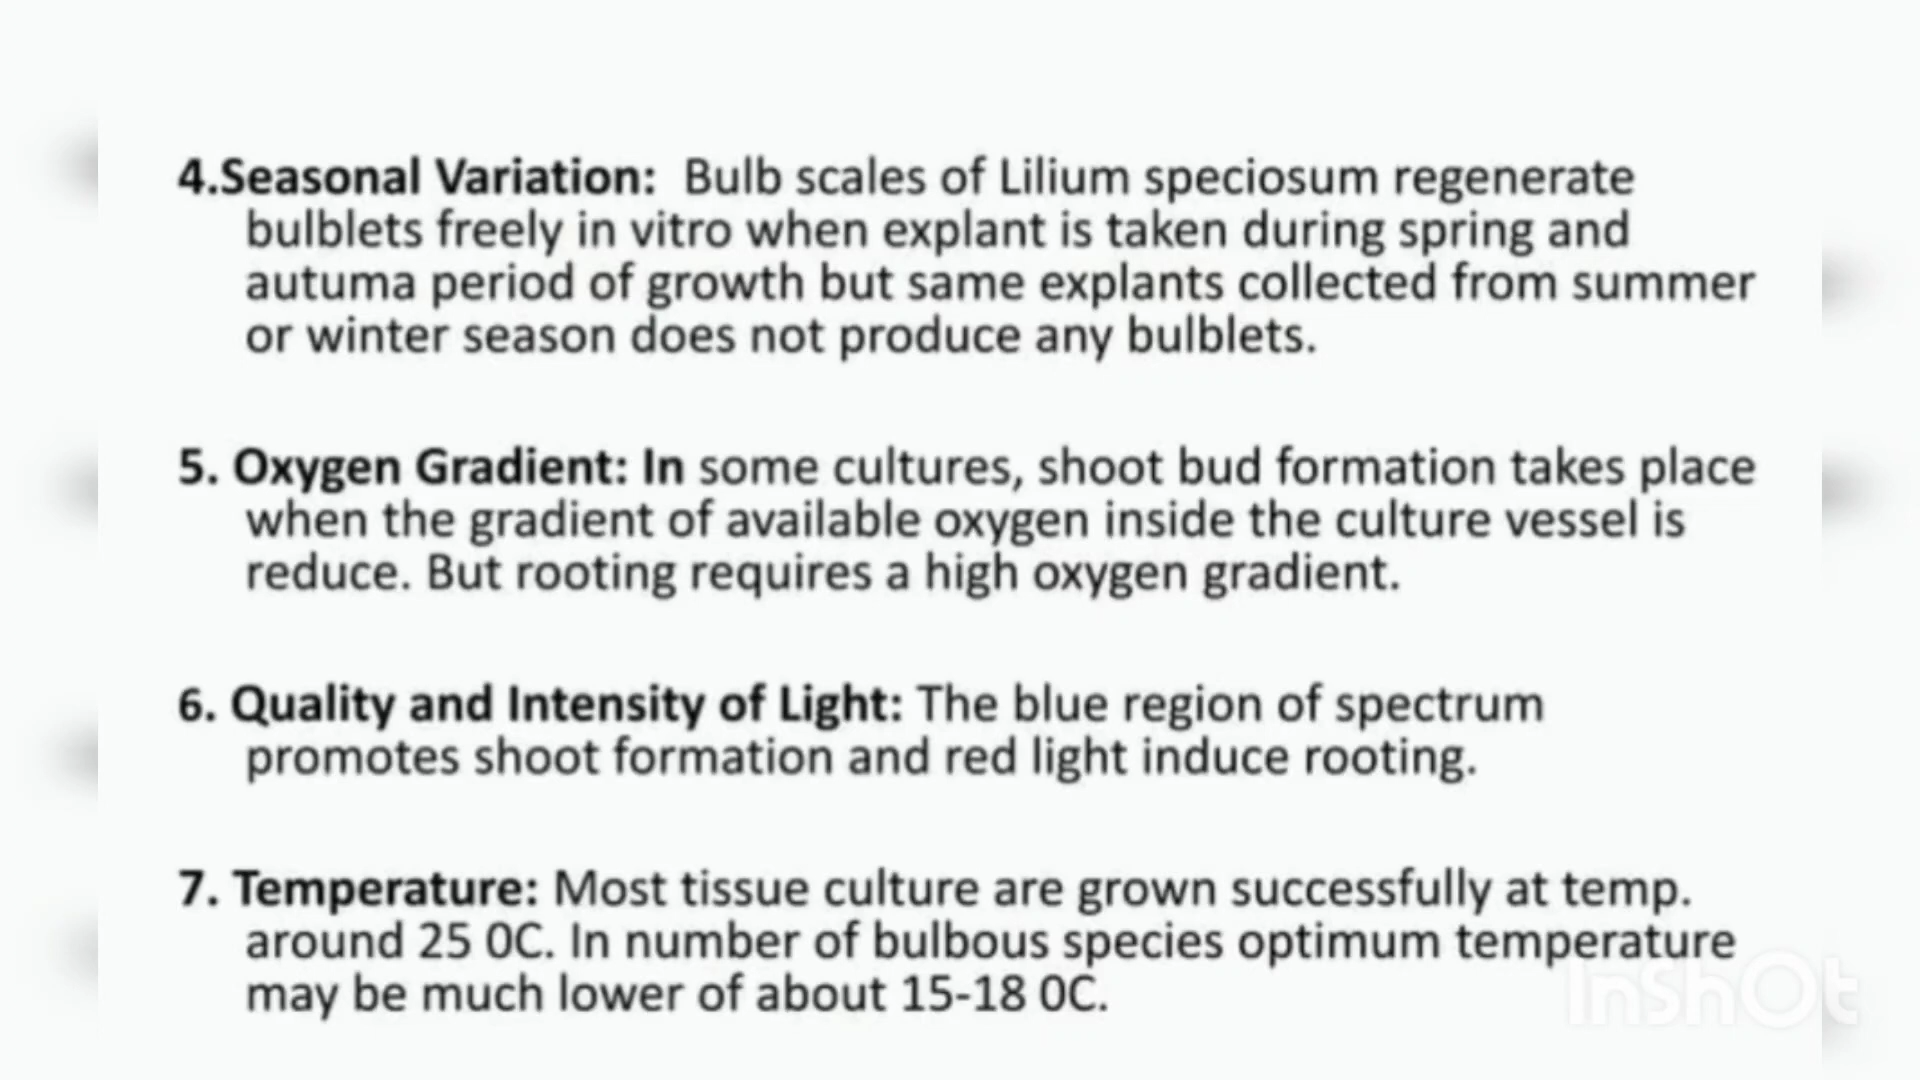 4.Seasonal Variation: Bulb scales of Lilium speciosum regenerate
bulblets freely in vitro when explant is taken during spring and
autuma period of growth but same explants collected from summer
or winter season does not produce any bulblets.
5. Oxygen Gradient: In some cultures, shoot bud formation takes place
when the gradient of available oxygen inside the culture vessel is
reduce. But rooting requires a high oxygen gradient.
6. Quality and Intensity of Light: The blue region of spectrum
promotes shoot formation and red light induce rooting.
7. Temperature: Most tissue culture are grown successfully at temp.
around 25 0C. In number of bulbous species optimum temperature
may be much lower of about 15-18 0C.
InShOt